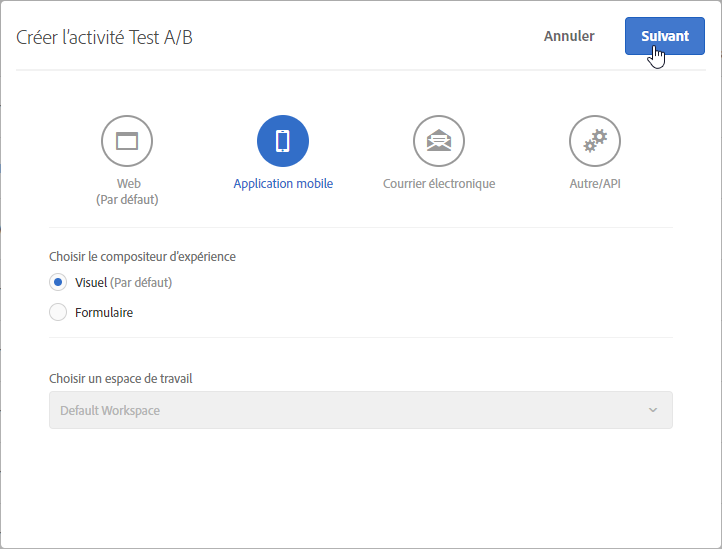 Créer l’activité Test A/B
Annuler
Suivant
Web
(Par défaut)
Application mobile
Courrier électronique
Autre/API
Choisir le compositeur d’expérience
Visuel (Par défaut)
Formulaire
Choisir un espace de travail
Default Workspace